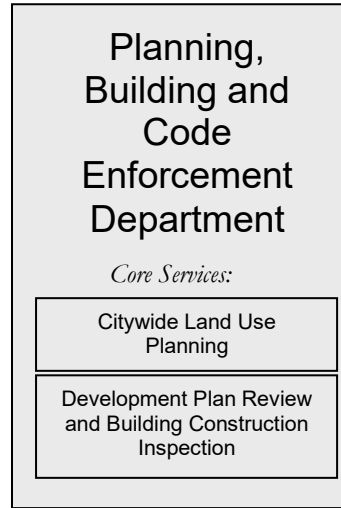 Planning,
Building and
Code
Enforcement
Department
Core Services:
Citywide Land Use
Planning
Development Plan Review
and Building Construction
Inspection